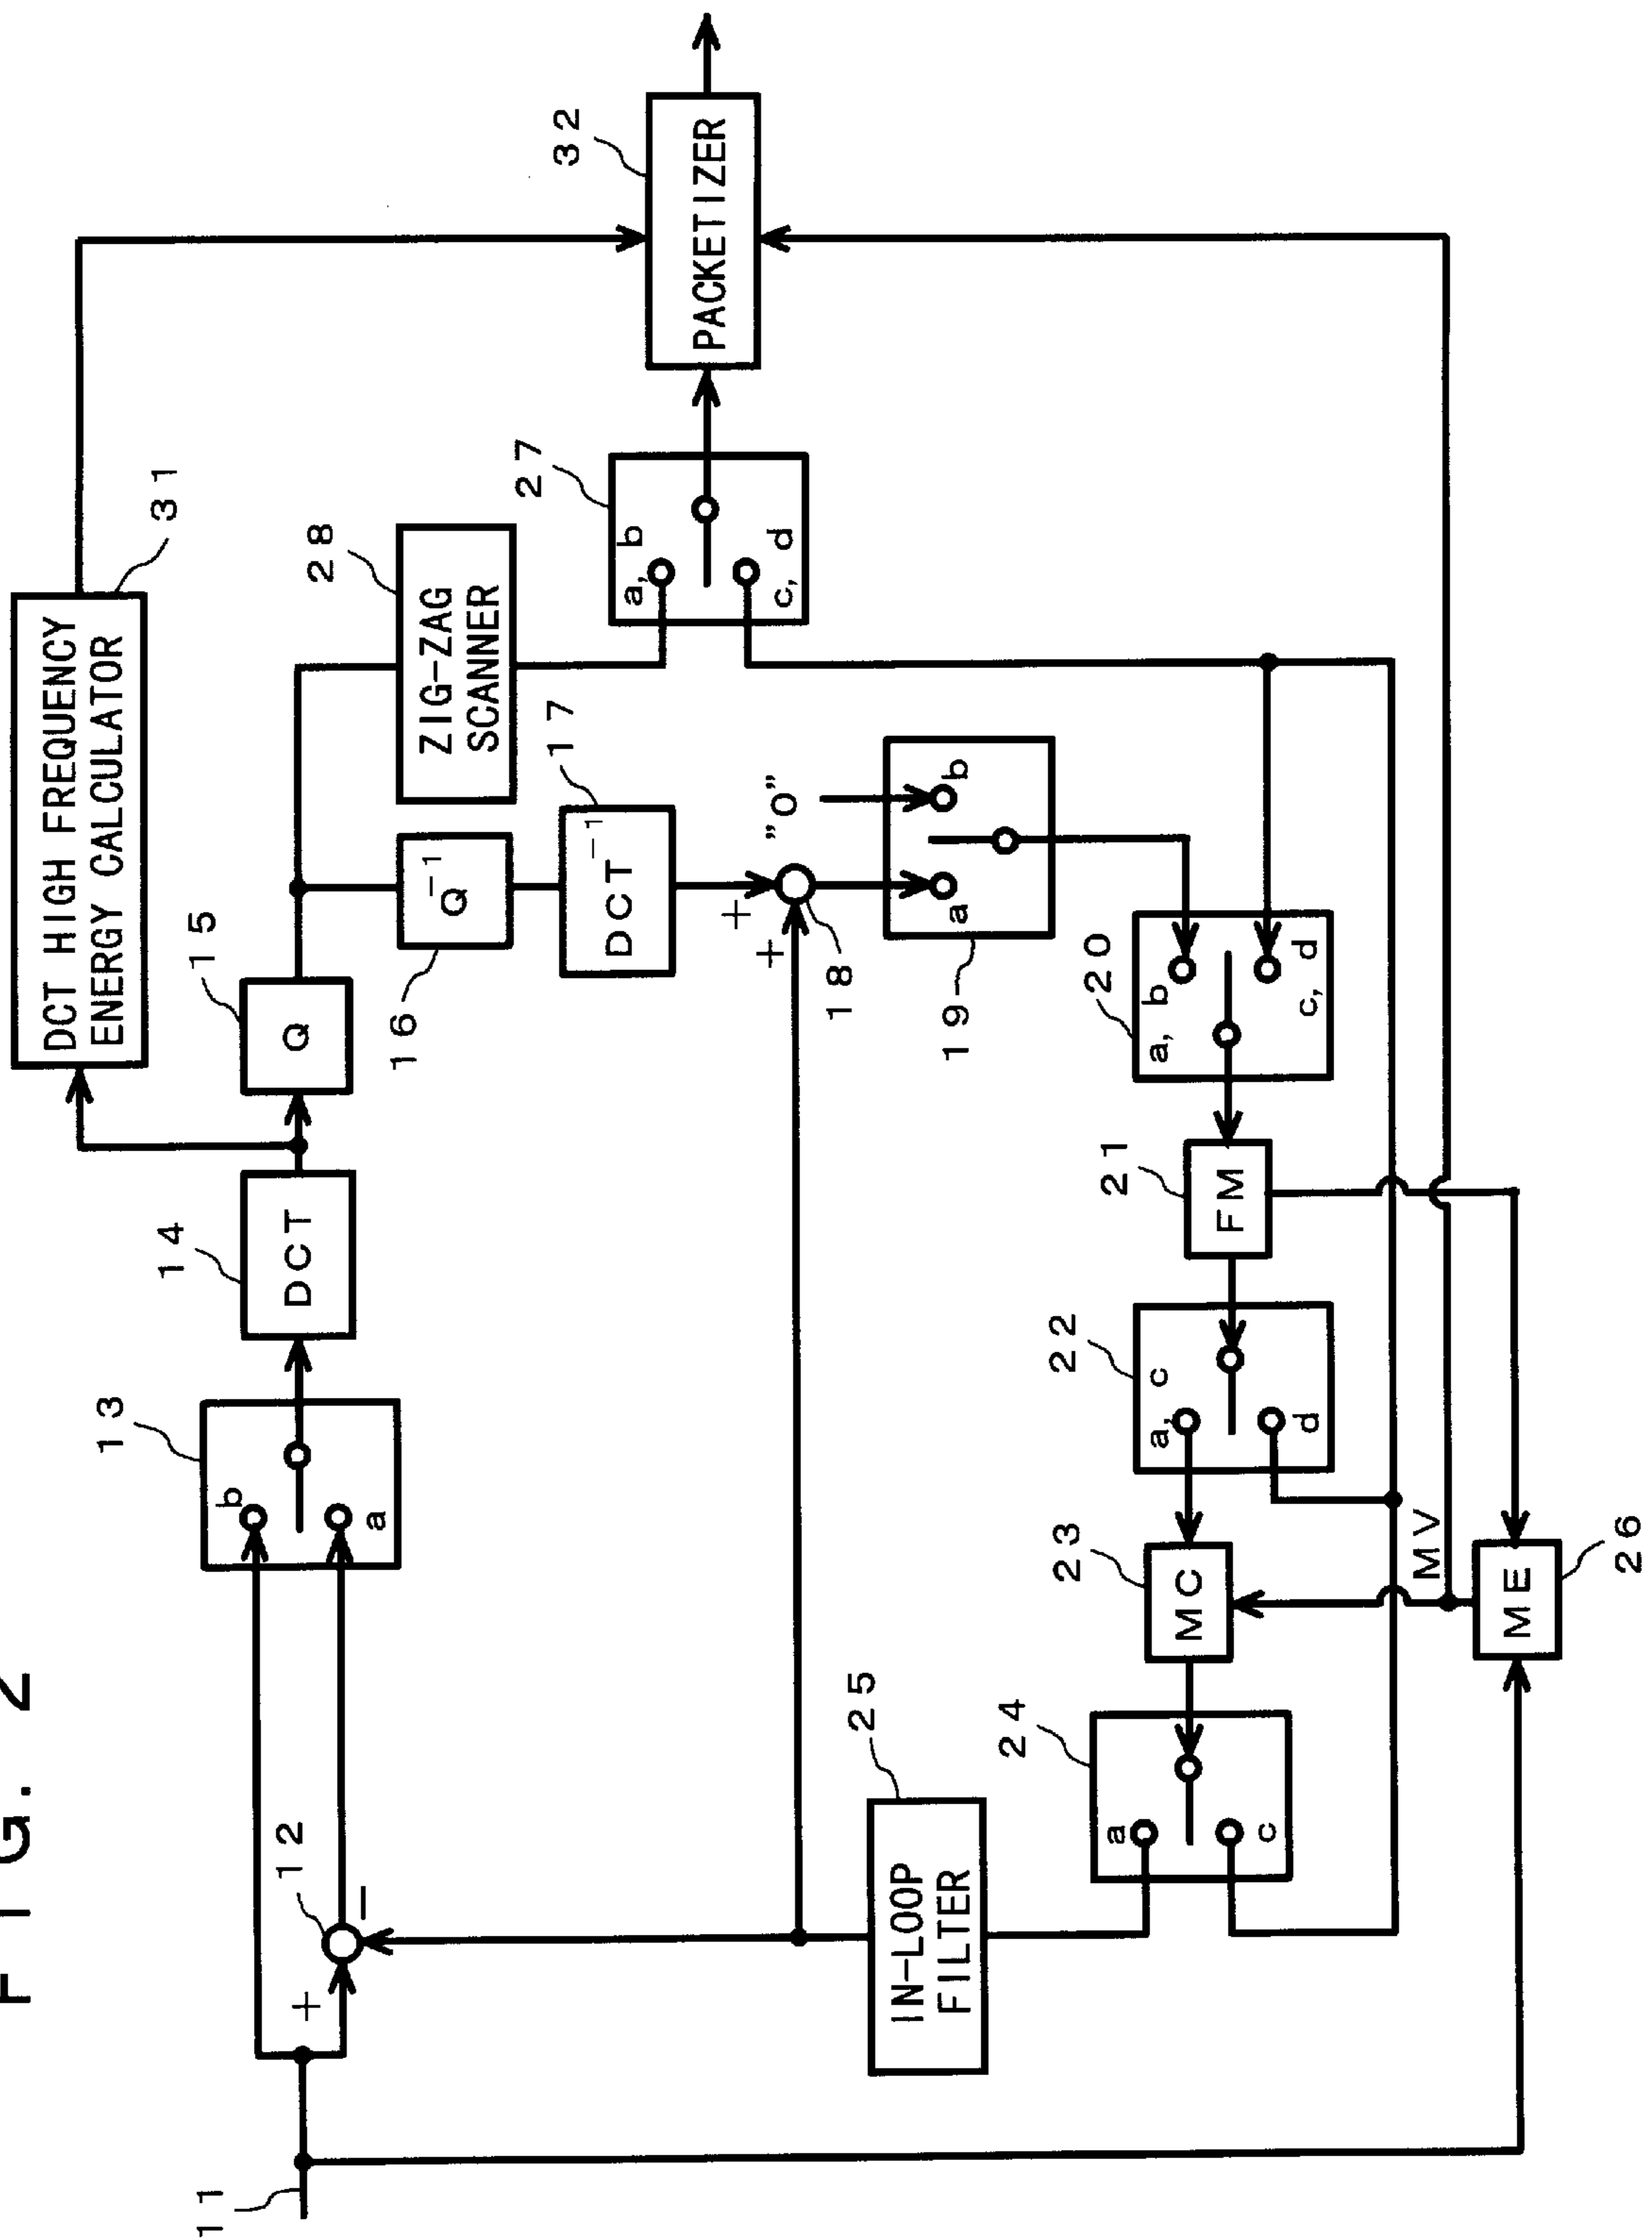 FIG. 2
11
12
+
−
13
b
a
14
DCT
15
Q
DCT HIGH FREQUENCY
ENERGY CALCULATOR
31
16
Q⁻¹
28
ZIG-ZAG
SCANNER
17
DCT⁻¹
+
+
18
"0"
19
a
b
27
a, b
c, d
32
PACKETIZER
20
a, b
c, d
21
FM
22
a, c
d
23
MC
24
a
c
25
IN-LOOP
FILTER
MV
ME
26